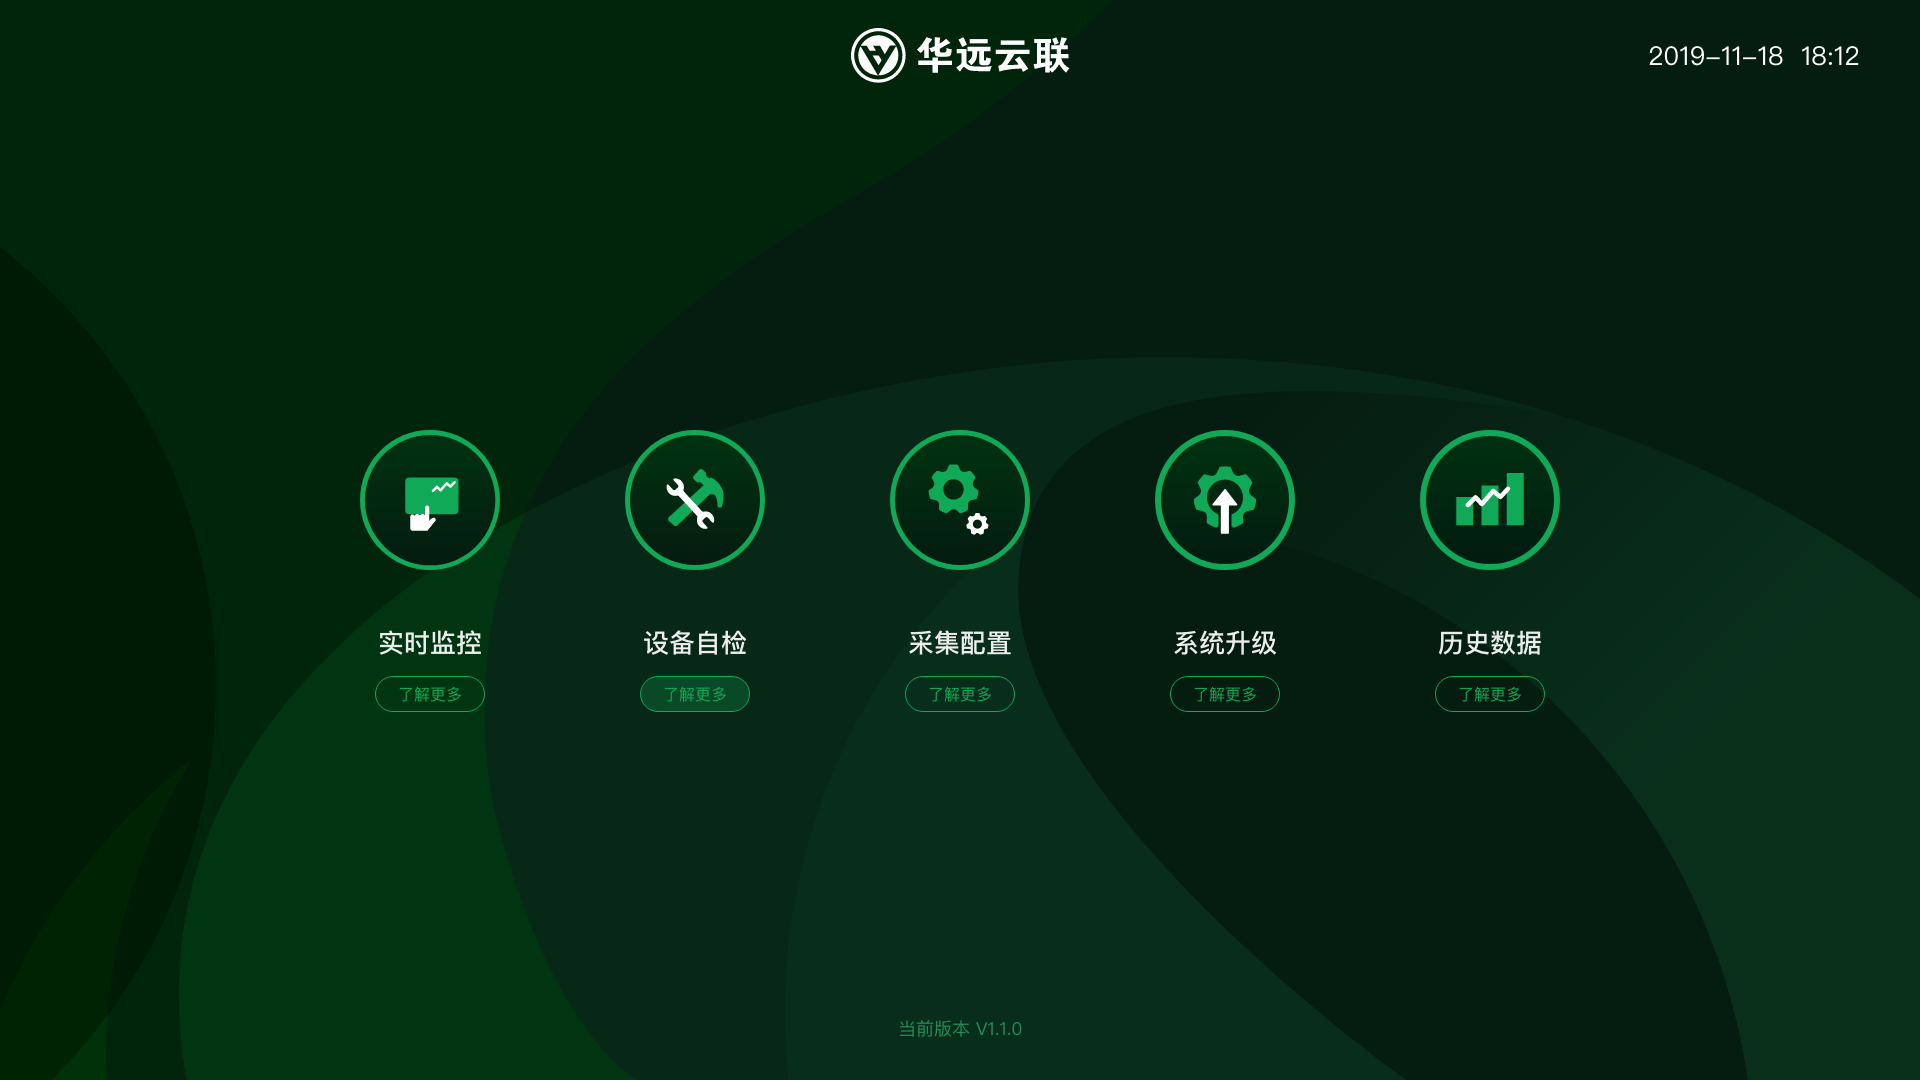 华远云联
2019-11-18 18:12
实时监控
设备自检
采集配置
系统升级
历史数据
了解更多
了解更多
了解更多
了解更多
了解更多
当前版本 V1.1.0